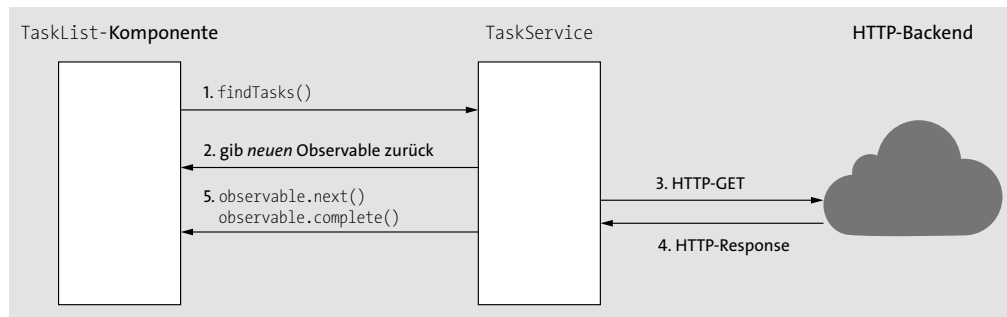 TaskList-Komponente
TaskService
HTTP-Backend
1. findTasks()
2. gib neuen Observable zurück
3. HTTP-GET
4. HTTP-Response
5. observable.next()
observable.complete()